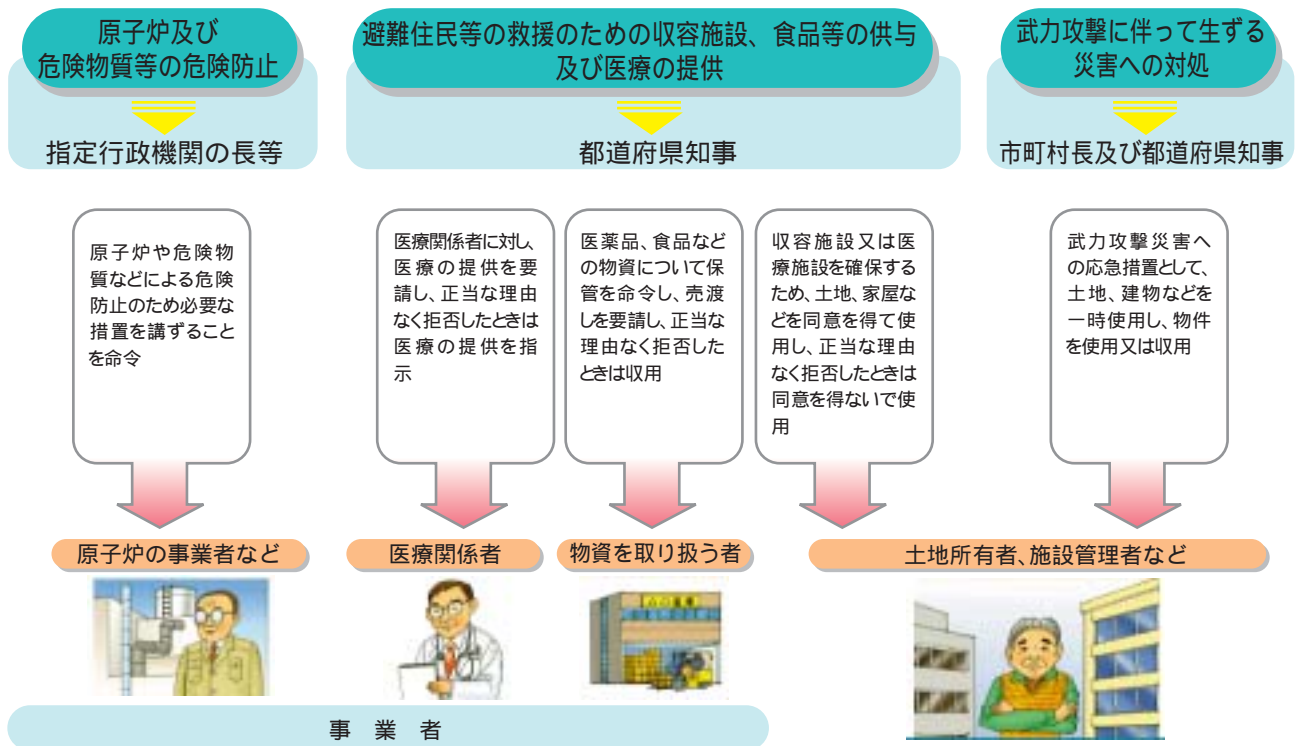 原子炉及び
危険物質等の危険防止
指定行政機関の長等
避難住民等の救援のための収容施設、食品等の供与
及び医療の提供
都道府県知事
武力攻撃に伴って生ずる
災害への対処
市町村長及び都道府県知事
原子炉や危険物
質などによる危険
防止のため必要な
措置を講ずること
を命令
医療関係者に対し、
医療の提供を要
請し、正当な理由
なく拒否したときは
医療の提供を指
示
医薬品、食品など
の物資について保
管を命令し、売渡
しを要請し、正当な
理由なく拒否した
ときは収用
収容施設又は医
療施設を確保する
ため、土地、家屋な
どを同意を得て使
用し、正当な理由
なく拒否したときは
同意を得ないで使
用
武力攻撃災害へ
の応急措置として、
土地、建物などを
一時使用し、物件
を使用又は収用
原子炉の事業者など
医療関係者
物資を取り扱う者
土地所有者、施設管理者など
事業者